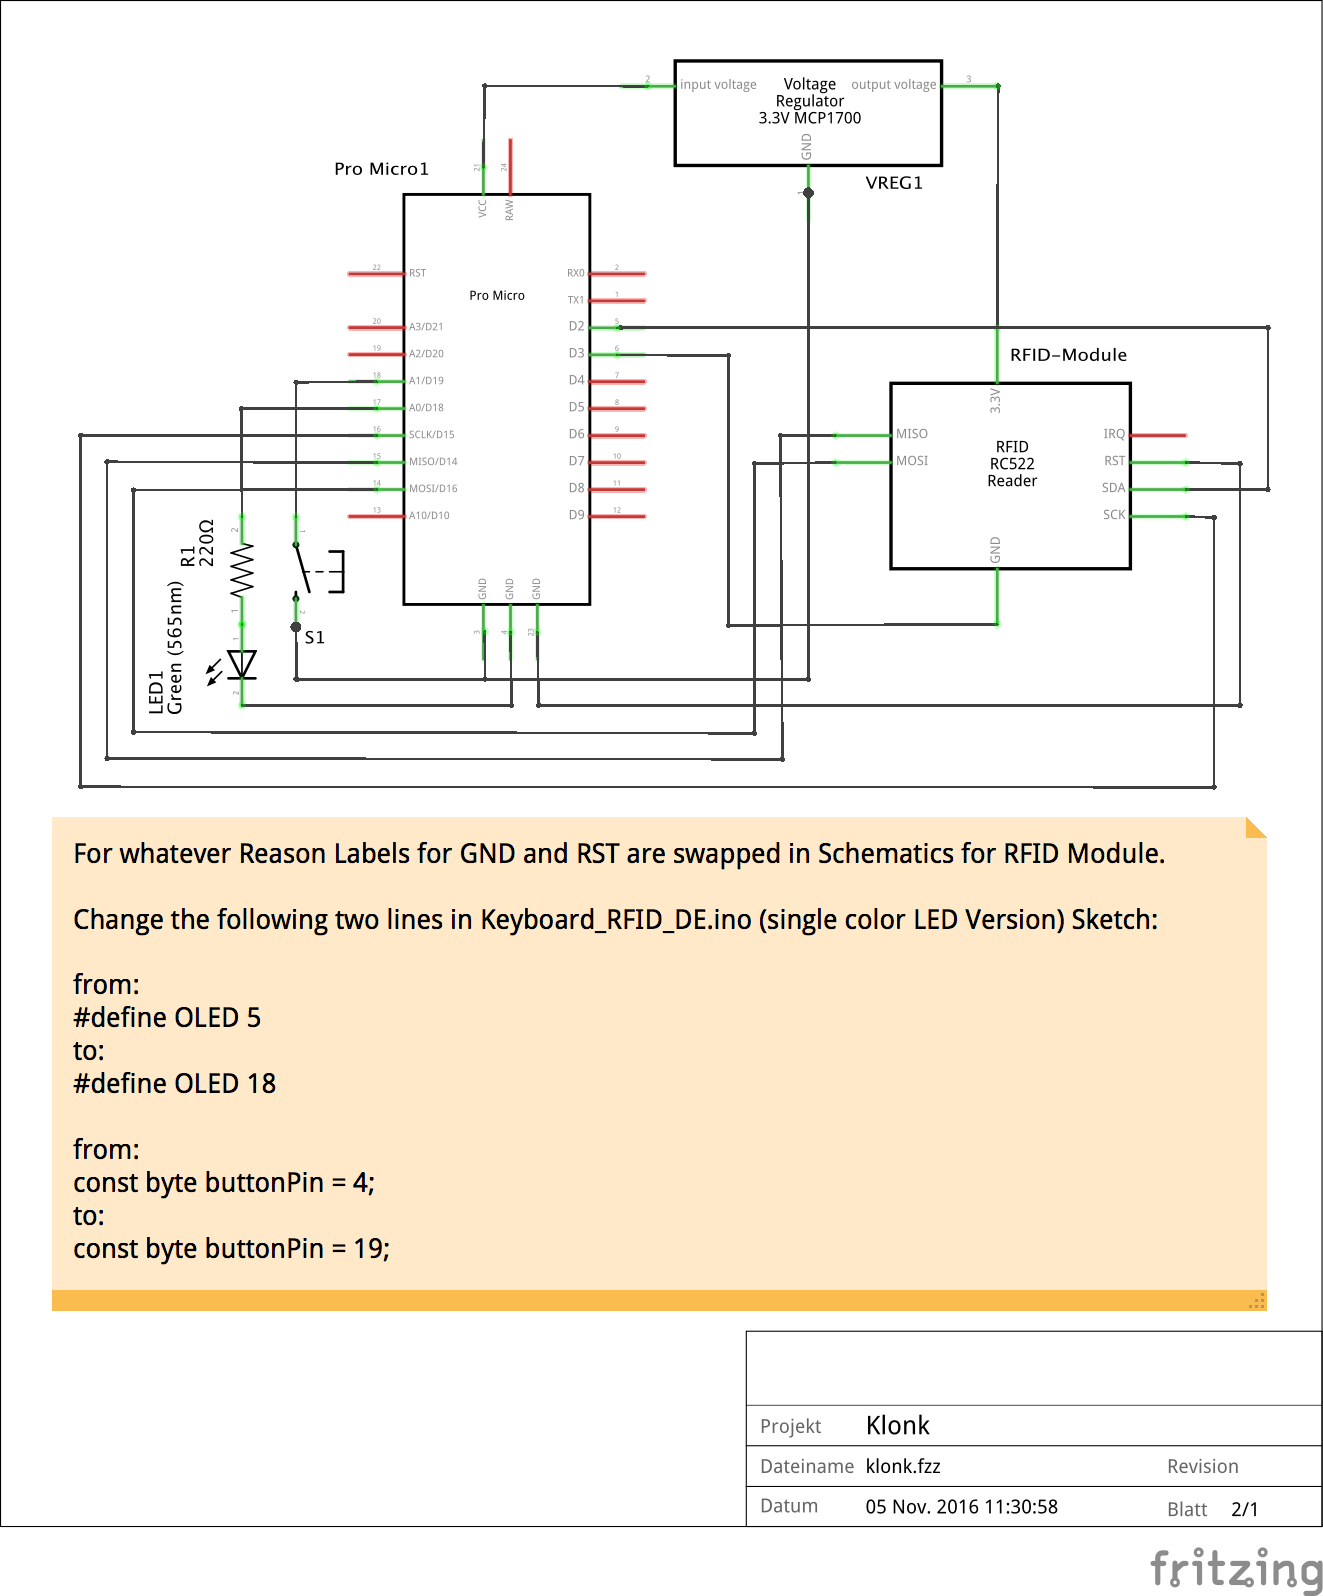 2
input voltage
Voltage
Regulator
3.3V MCP1700
output voltage
3
GND
1
VREG1
Pro Micro1
21
24
VCC
RAW
Pro Micro
22
RST
20
A3/D21
19
A2/D20
18
A1/D19
17
A0/D18
16
SCLK/D15
15
MISO/D14
14
MOSI/D16
13
A10/D10
RX0
2
TX1
1
D2
5
D3
6
D4
7
D5
8
D6
9
D7
10
D8
11
D9
12
GND
GND
GND
3
4
23
RFID-Module
3.3V
MISO
MOSI
RFID
RC522
Reader
IRQ
RST
SDA
SCK
GND
R1
220Ω
2
1
LED1
Green (565nm)
1
2
1
2
S1
For whatever Reason Labels for GND and RST are swapped in Schematics for RFID Module.
Change the following two lines in Keyboard_RFID_DE.ino (single color LED Version) Sketch:
from:
#define OLED 5
to:
#define OLED 18
from:
const byte buttonPin = 4;
to:
const byte buttonPin = 19;
Projekt Klonk
Dateiname klonk.fzz Revision
Datum 05 Nov. 2016 11:30:58 Blatt 2/1
fritzing